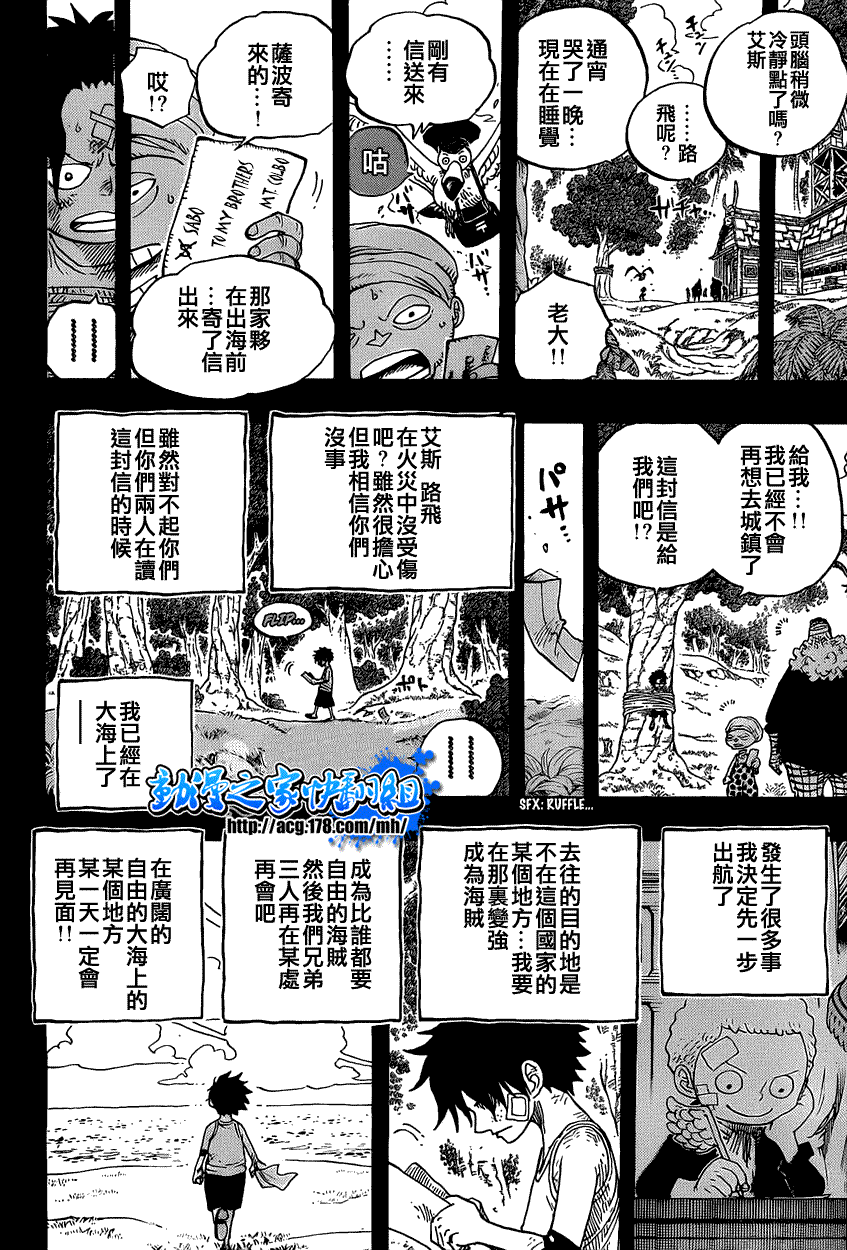 頭腦稍微
冷靜點了嗎?
艾斯
……路
飛呢?
通宵
哭了一晚…
現在在睡覺
老大!!
剛有
信送來
……
咕
薩波寄
來的…!
SABO
TO MY BROTHERS
MT. COLBO
哎!?
那家夥
在出海前
…寄了信
出來
給我…!!
我已經不會
再想去城鎮了
這封信是給
我們吧!?
パサ…
SFX: RUFFLE...
艾斯 路飛
在火災中沒受傷
吧?雖然很擔心
但我相信你們
沒事
雖然對不起你們
但你們兩人在讀
這封信的時候
FLIP...
我已經在
大海上了
——
動漫之家快翻組
http://acg.178.com/mh/
發生了很多事
我決定先一步
出航了
去往的目的地是
不在這個國家的
某個地方…我要
在那裏變強
成為海賊
成為比誰都要
自由的海賊
然後我們兄弟
三人再在某處
再會吧
在廣闊的
自由的大海上的
某個地方
某一天一定會
再見面!!